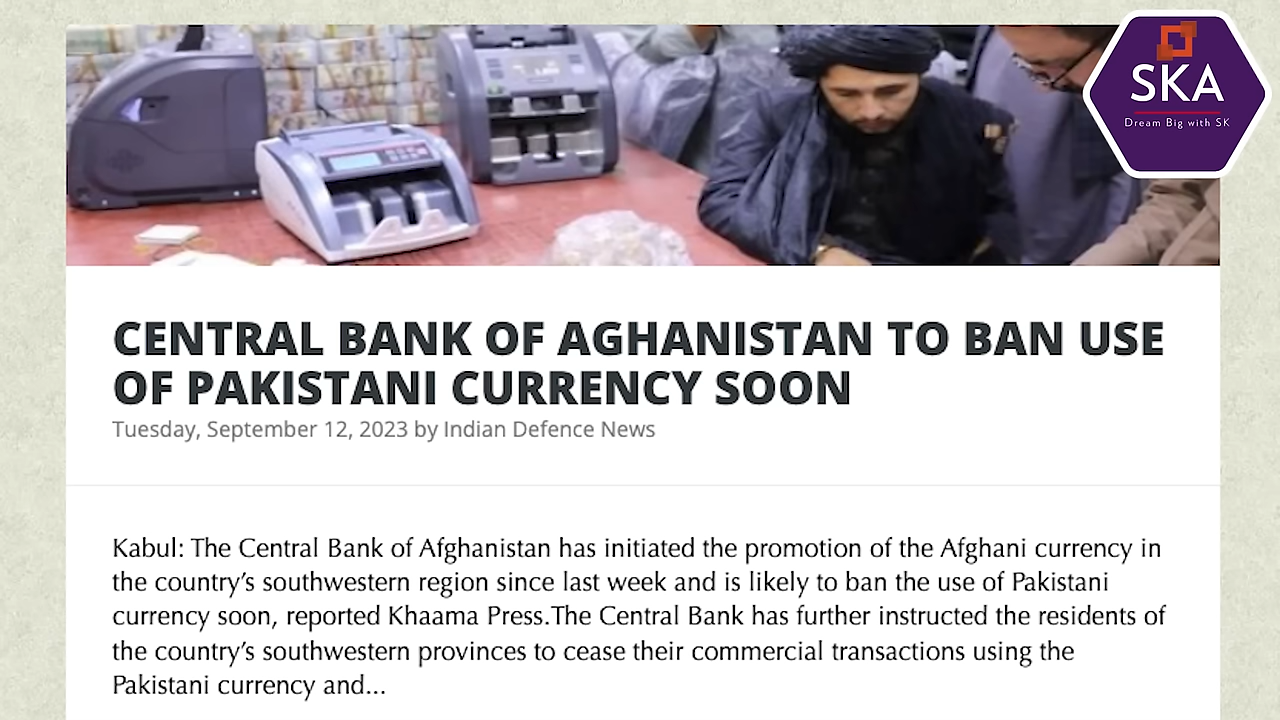 SKA
Dream Big with SK
CENTRAL BANK OF AGHANISTAN TO BAN USE
OF PAKISTANI CURRENCY SOON
Tuesday, September 12, 2023 by Indian Defence News
Kabul: The Central Bank of Afghanistan has initiated the promotion of the Afghani currency in
the country’s southwestern region since last week and is likely to ban the use of Pakistani
currency soon, reported Khaama Press.The Central Bank has further instructed the residents of
the country’s southwestern provinces to cease their commercial transactions using the
Pakistani currency and...